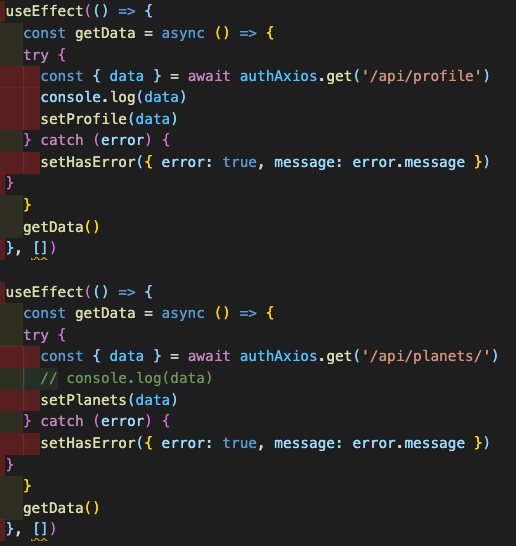 useEffect(() => {
  const getData = async () => {
  try {
    const { data } = await authAxios.get('/api/profile')
    console.log(data)
    setProfile(data)
  } catch (error) {
    setHasError({ error: true, message: error.message })
}
  }
  getData()
}, [])

useEffect(() => {
  const getData = async () => {
  try {
    const { data } = await authAxios.get('/api/planets/')
    // console.log(data)
    setPlanets(data)
  } catch (error) {
    setHasError({ error: true, message: error.message })
}
  }
  getData()
}, [])